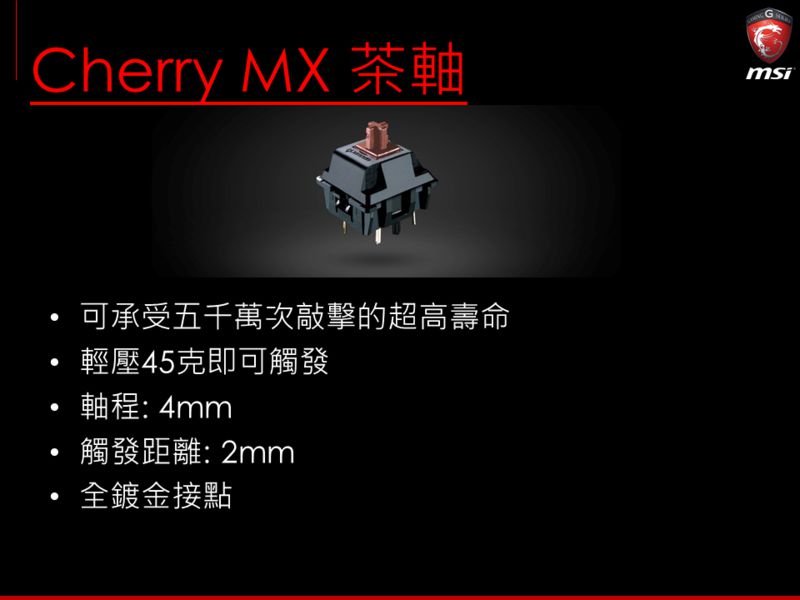 Cherry MX 茶軸
GAMING G SERIES
msi
• 可承受五千萬次敲擊的超高壽命
• 輕壓45克即可觸發
• 軸程: 4mm
• 觸發距離: 2mm
• 全鍍金接點